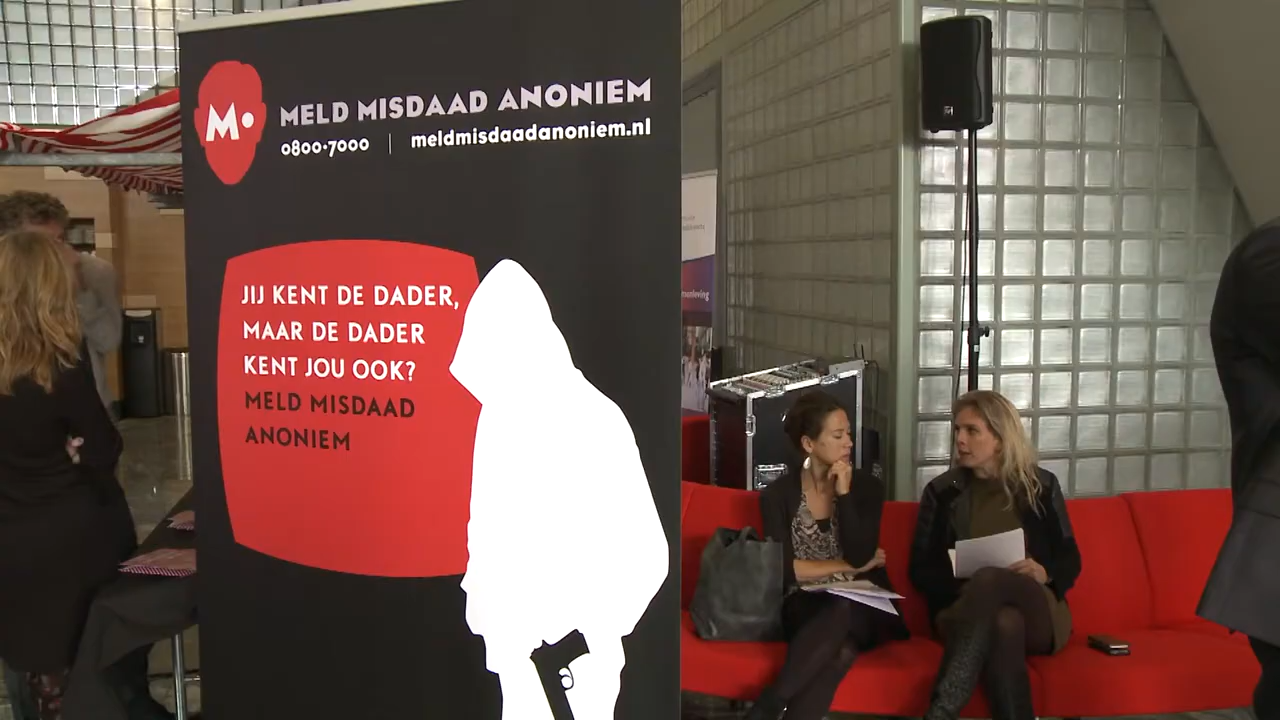 M.
MELD MISDAAD ANONIEM
0800-7000 | meldmisdaadanoniem.nl
JIJ KENT DE DADER,
MAAR DE DADER
KENT JOU OOK?
MELD MISDAAD
ANONIEM